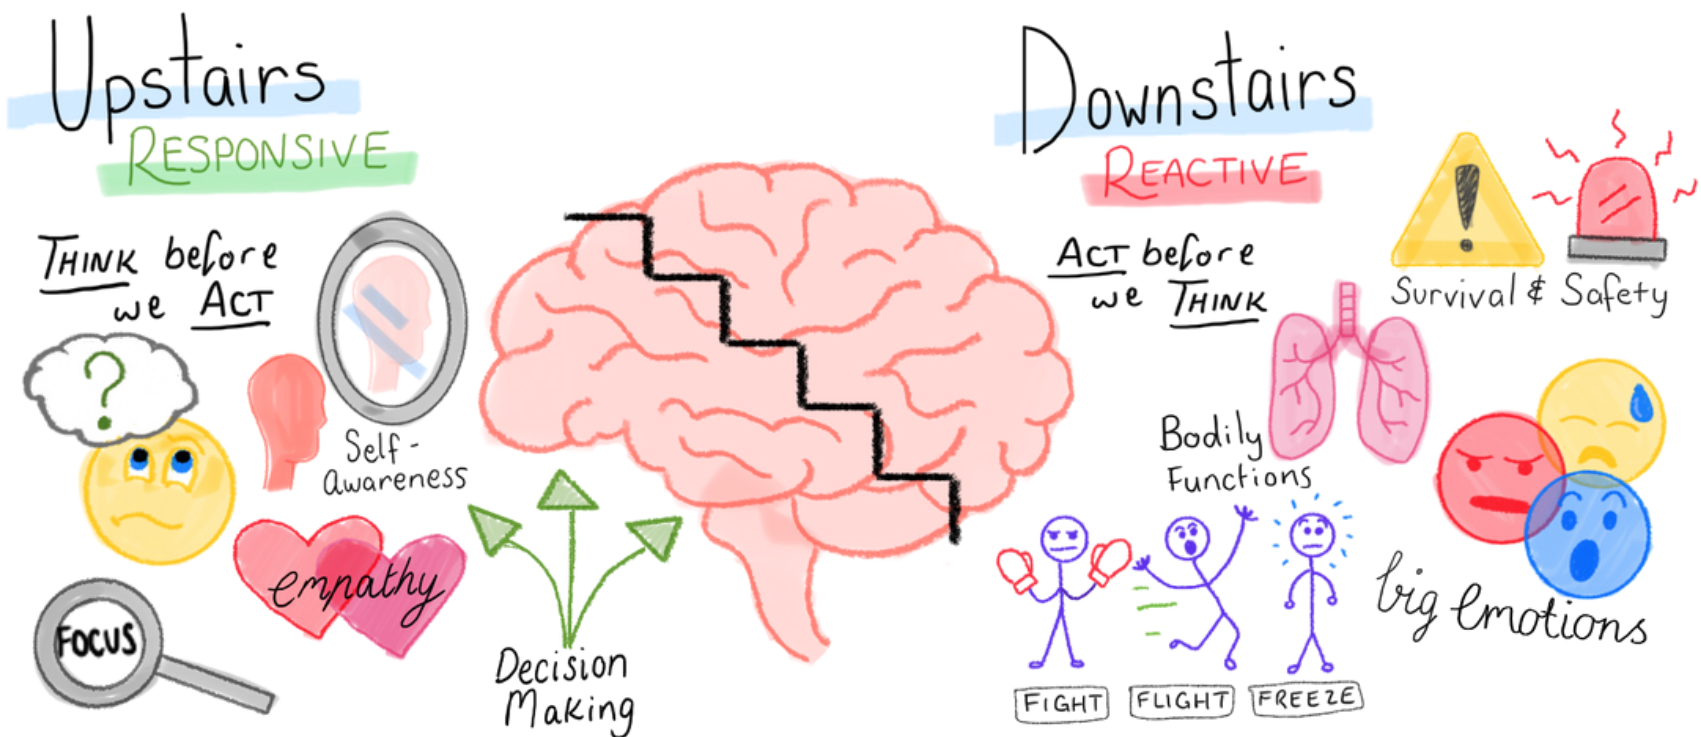 Upstairs
RESPONSIVE
THINK before
we ACT
?
Self-
Awareness
empathy
FOCUS
Decision
Making
Downstairs
REACTIVE
ACT before
we THINK
!
Survival & Safety
Bodily
Functions
big emotions
FIGHT
FLIGHT
FREEZE